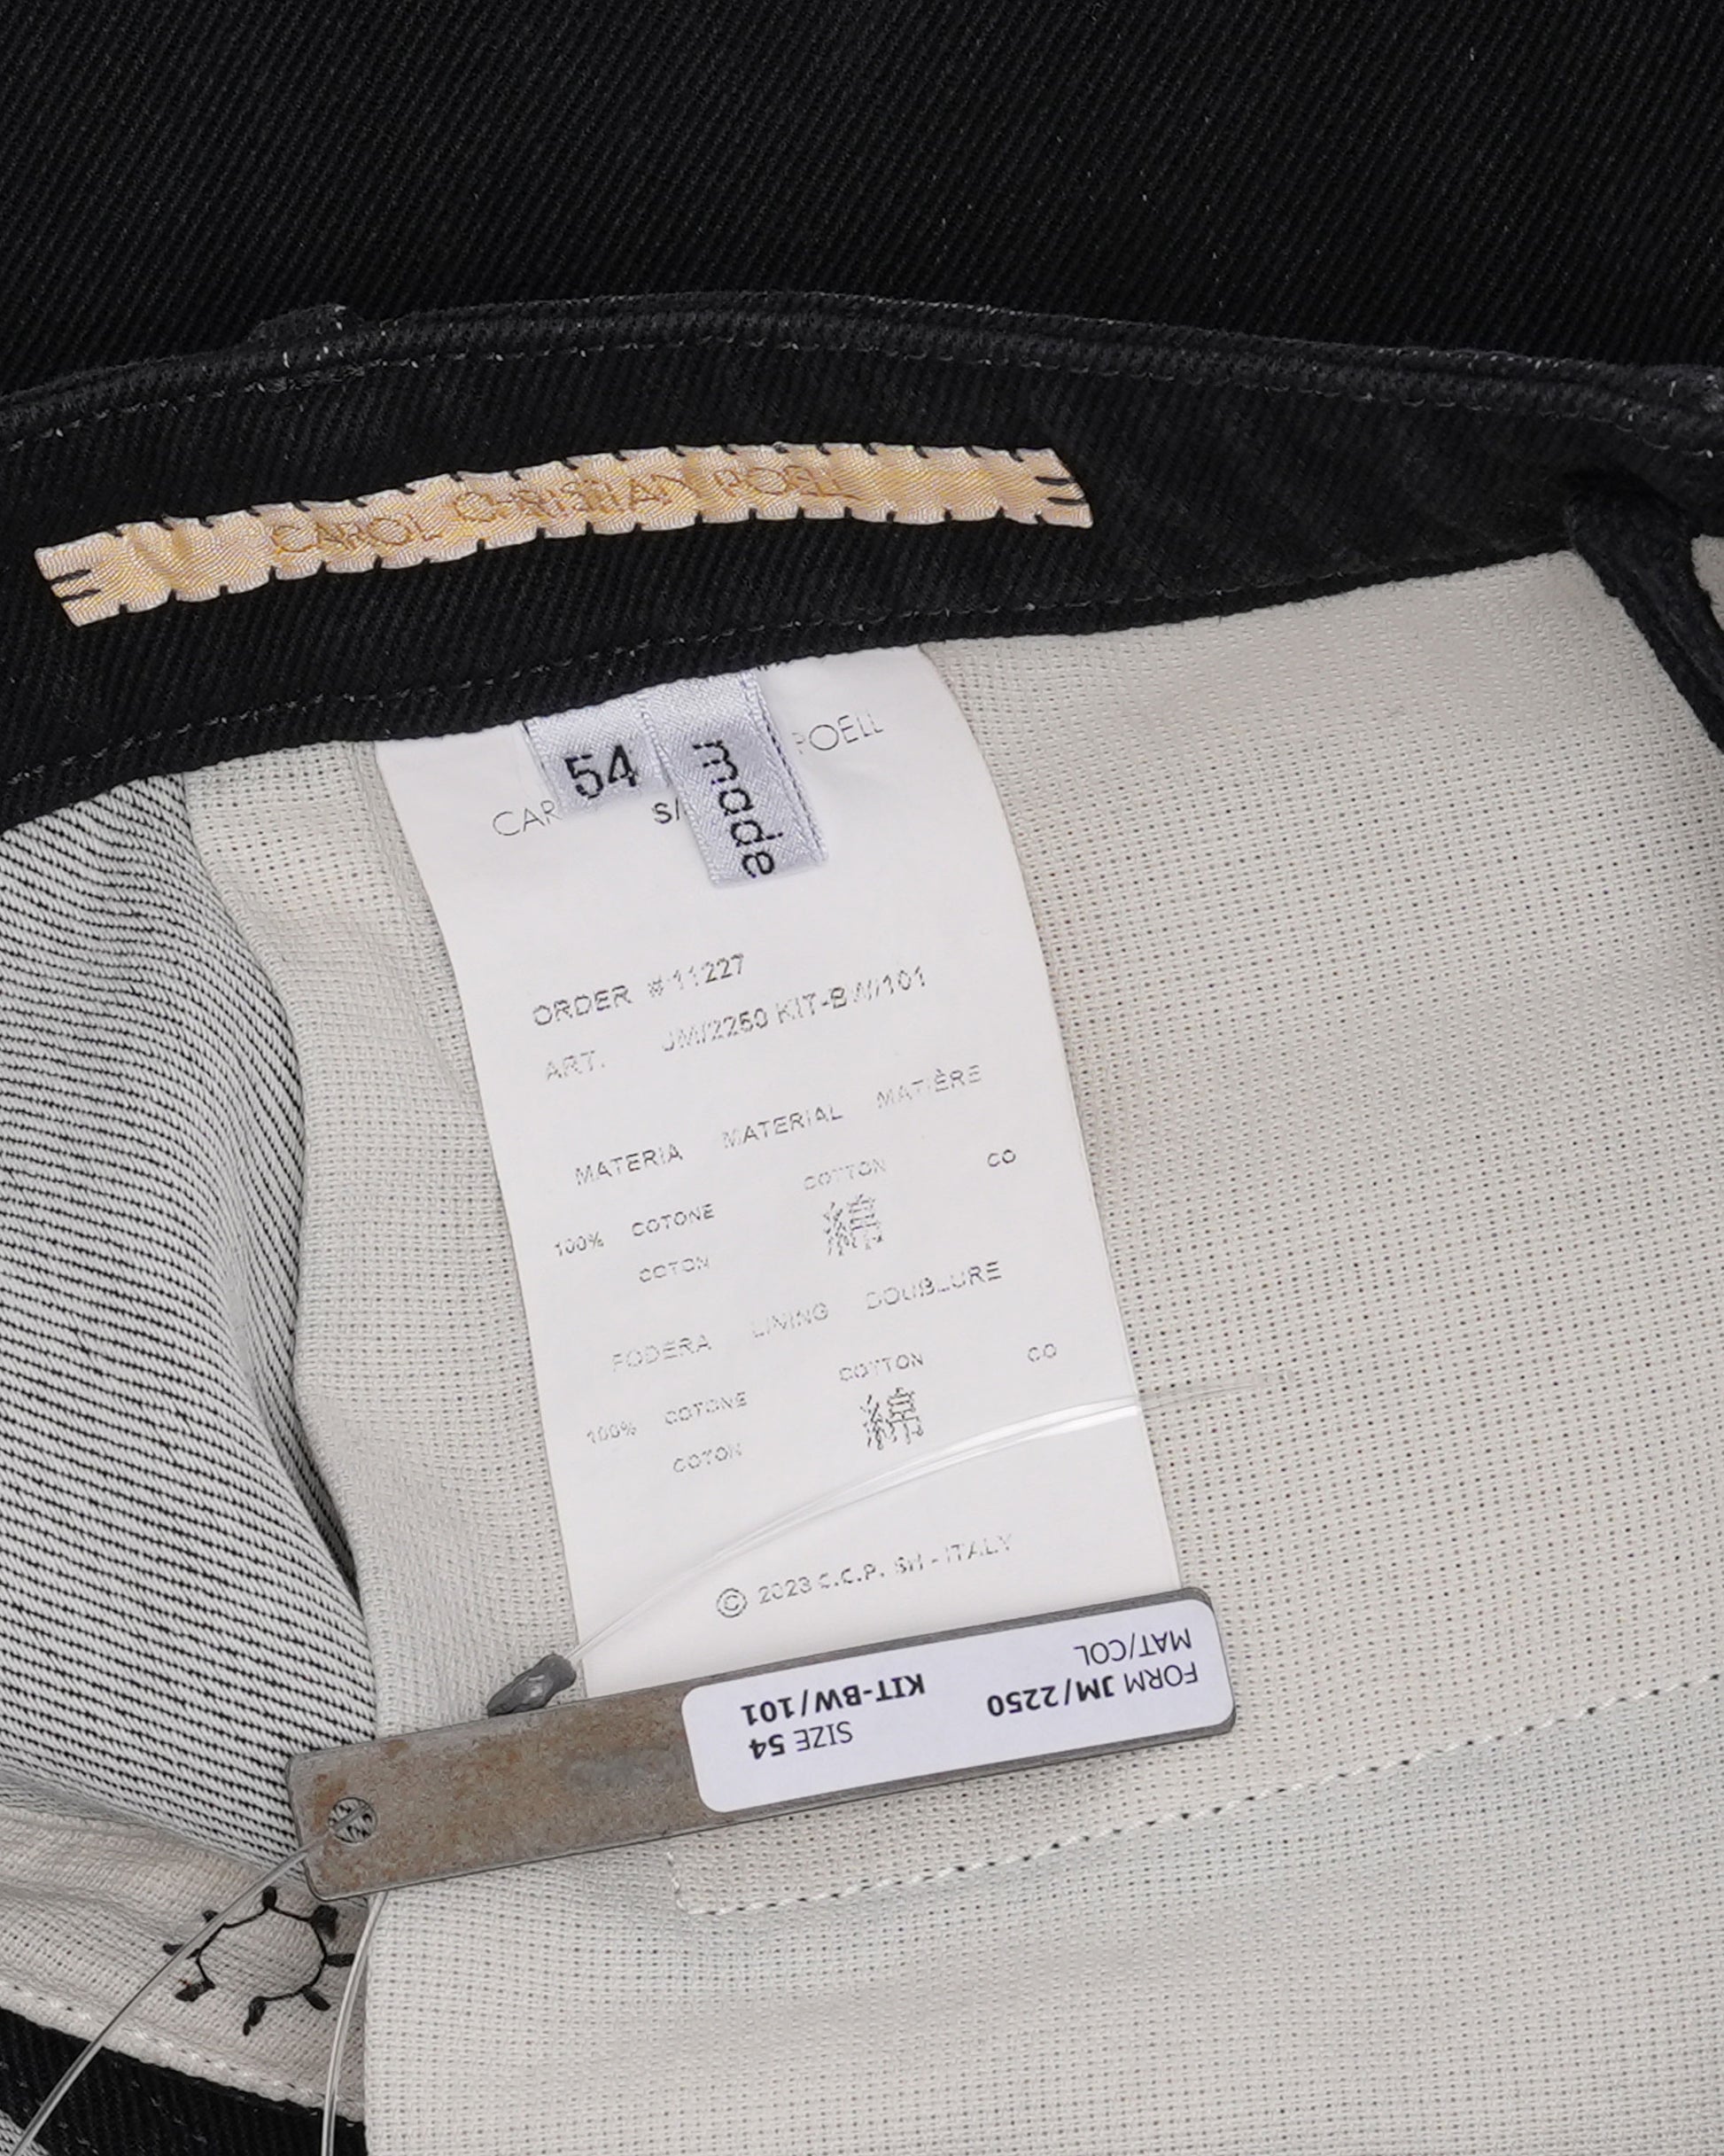 CAROL CHRISTIAN POELL
54
made
CAR
POELL
S/
ORDER #11227
ART. JM/2250 KIT-BW/101
MATERIA MATERIAL MATIÈRE
100% COTONE COTTON CO
COTON 綿
FODERA LINING DOUBLURE
100% COTONE COTTON CO
COTON 綿
© 2023 C.C.P. Srl - ITALY
FORM JM/2250
MAT/COL KIT-BW/101
SIZE 54